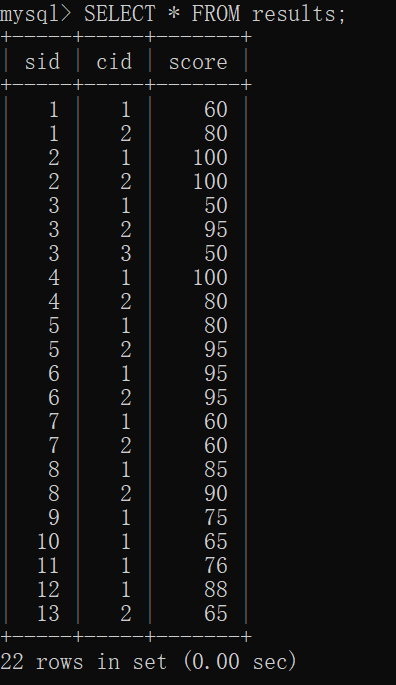 mysql> SELECT * FROM results;
+-----+-----+-------+
| sid | cid | score |
+-----+-----+-------+
|   1 |   1 |    60 |
|   1 |   2 |    80 |
|   2 |   1 |   100 |
|   2 |   2 |   100 |
|   3 |   1 |    50 |
|   3 |   2 |    95 |
|   3 |   3 |    50 |
|   4 |   1 |   100 |
|   4 |   2 |    80 |
|   5 |   1 |    80 |
|   5 |   2 |    95 |
|   6 |   1 |    95 |
|   6 |   2 |    95 |
|   7 |   1 |    60 |
|   7 |   2 |    60 |
|   8 |   1 |    85 |
|   8 |   2 |    90 |
|   9 |   1 |    75 |
|  10 |   1 |    65 |
|  11 |   1 |    76 |
|  12 |   1 |    88 |
|  13 |   2 |    65 |
+-----+-----+-------+
22 rows in set (0.00 sec)